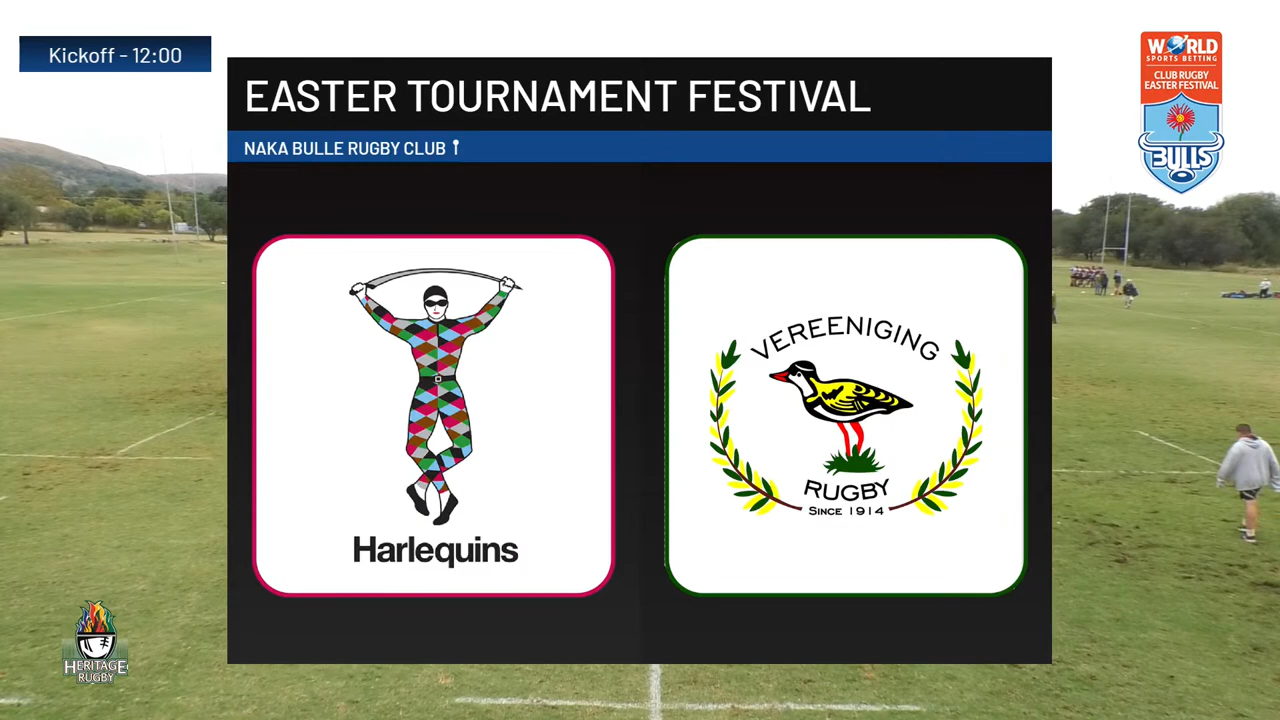 Kickoff - 12:00
EASTER TOURNAMENT FESTIVAL
NAKA BULLE RUGBY CLUB
WORLD
SPORTS BETTING
CLUB RUGBY
EASTER FESTIVAL
BULLS
Harlequins
VEREENIGING
RUGBY
SINCE 1914
HERITAGE
RUGBY